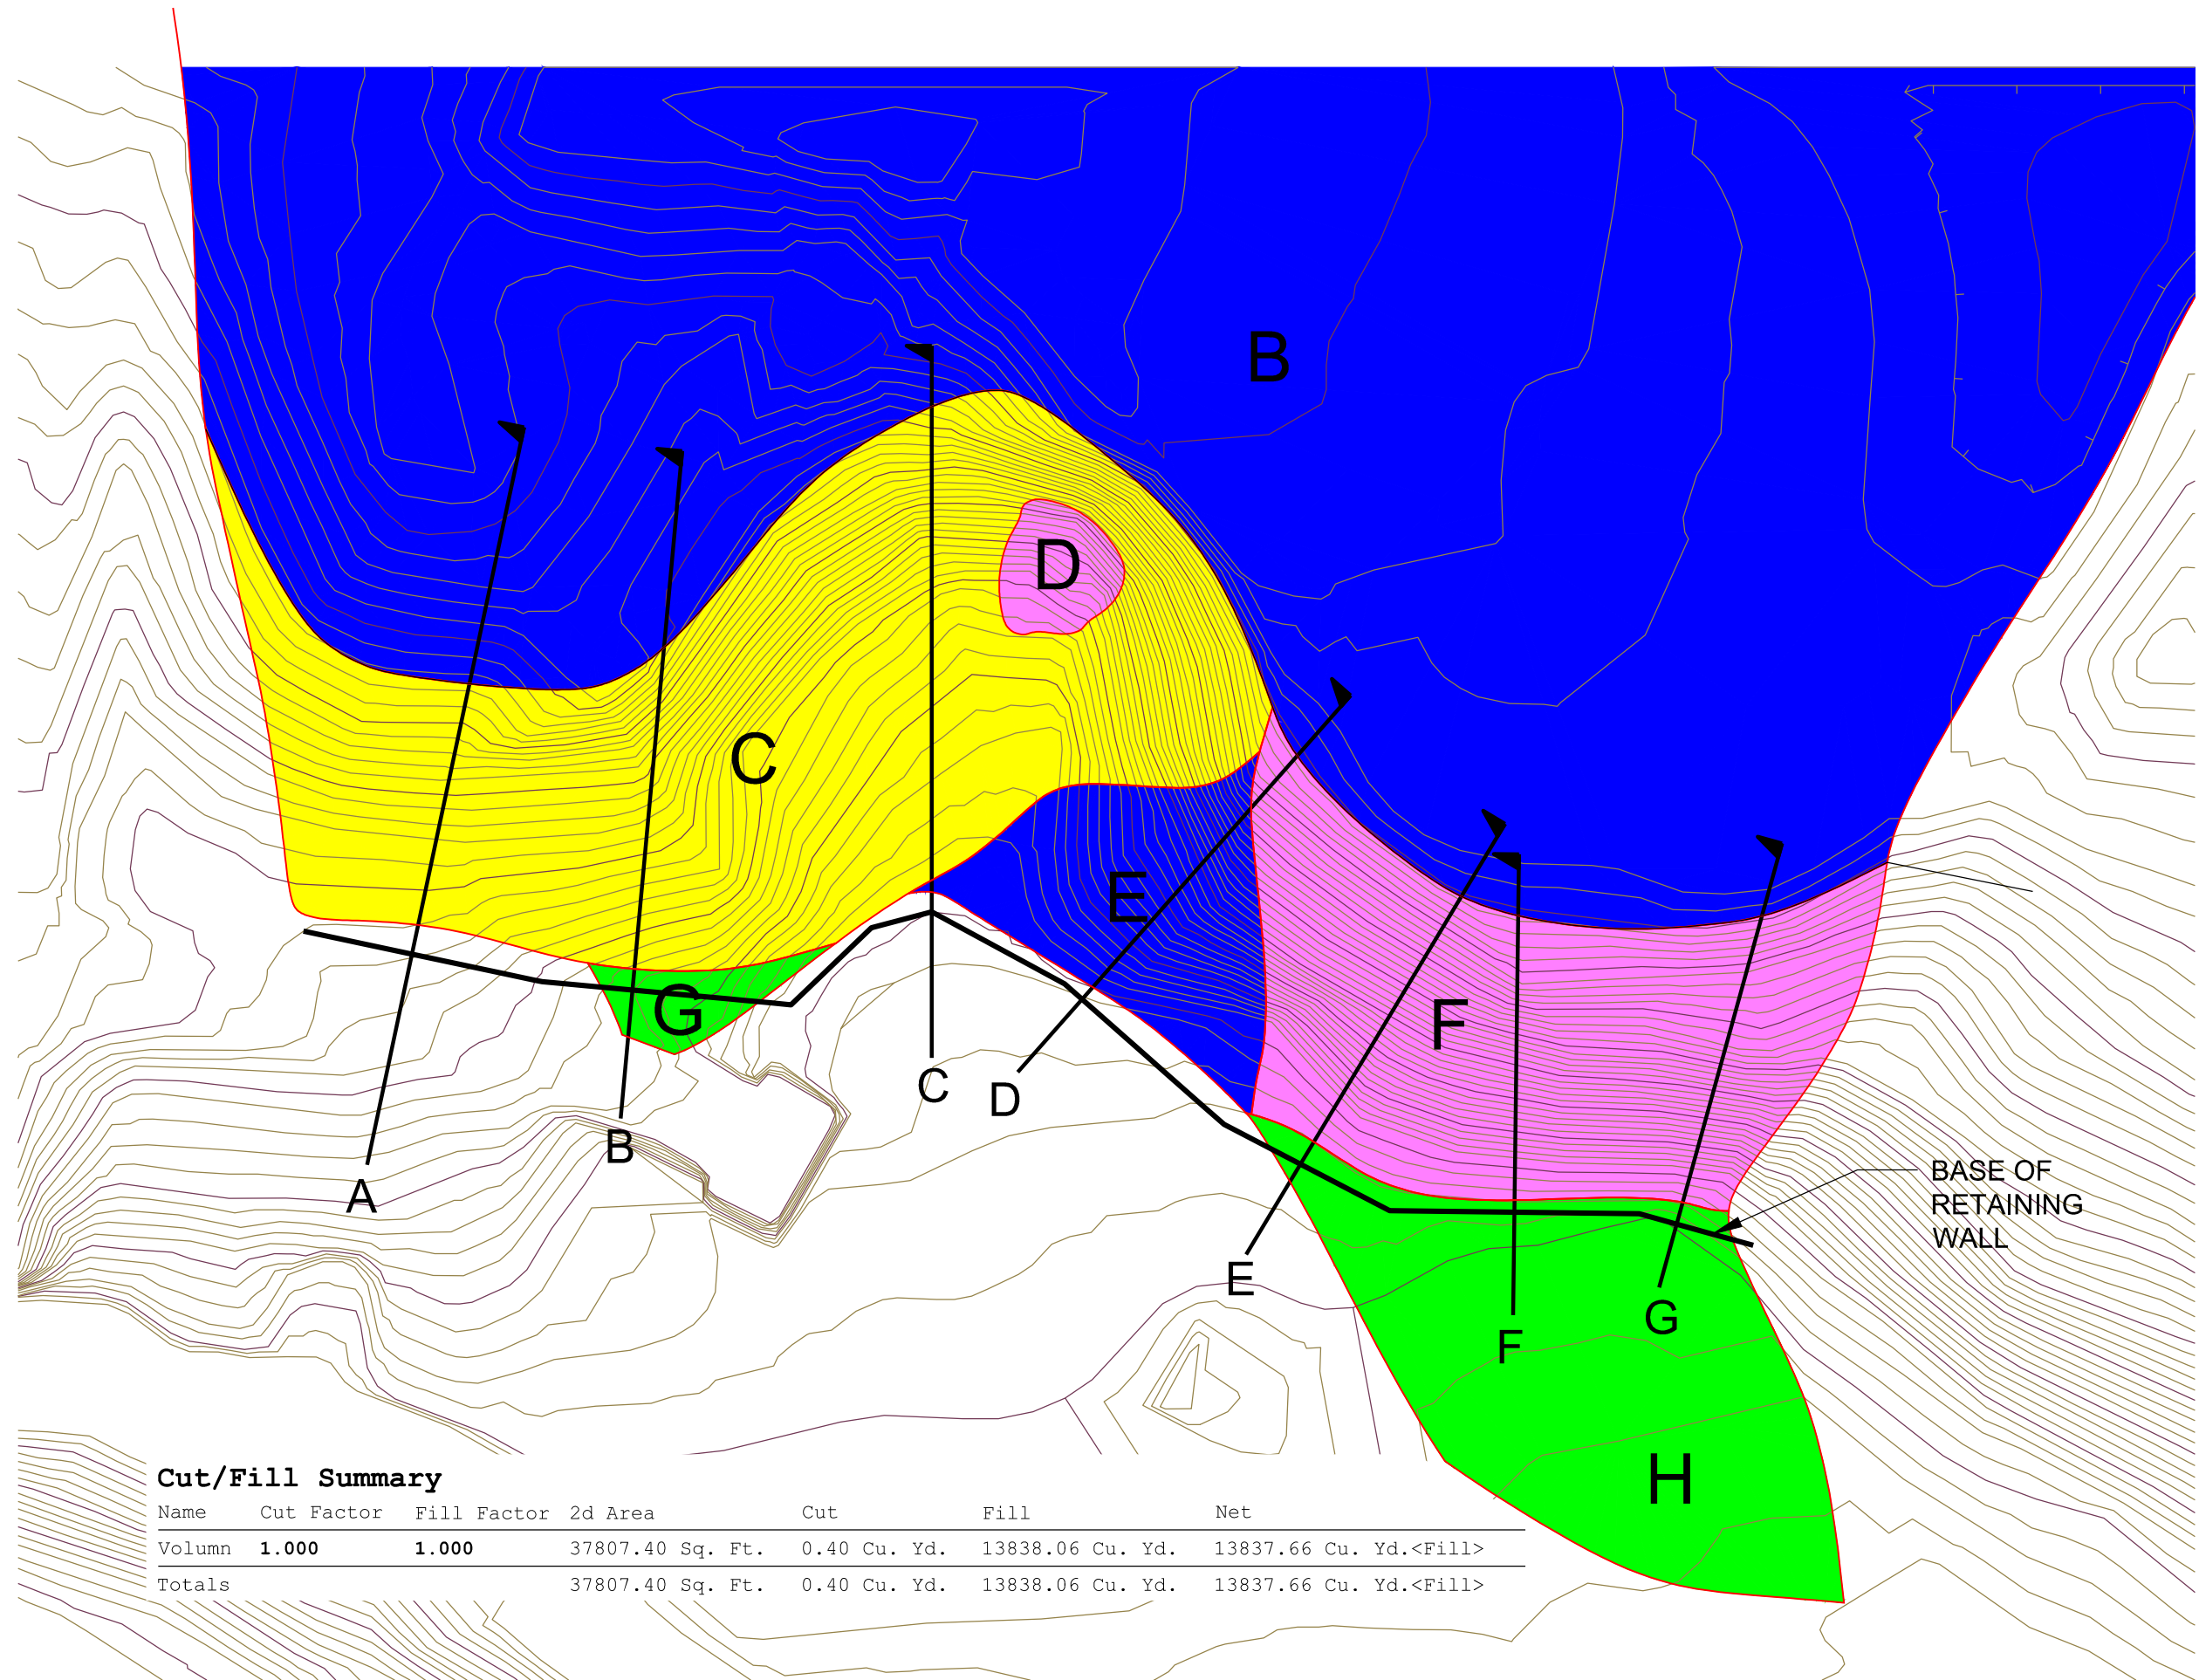 B
D
C
E
F
G
C
D
B
A
BASE OF
RETAINING
WALL
E
G
F
H
Cut/Fill Summary
Name Cut Factor Fill Factor 2d Area Cut Fill Net
Volumn 1.000 1.000 37807.40 Sq. Ft. 0.40 Cu. Yd. 13838.06 Cu. Yd. 13837.66 Cu. Yd.<Fill>
Totals 37807.40 Sq. Ft. 0.40 Cu. Yd. 13838.06 Cu. Yd. 13837.66 Cu. Yd.<Fill>